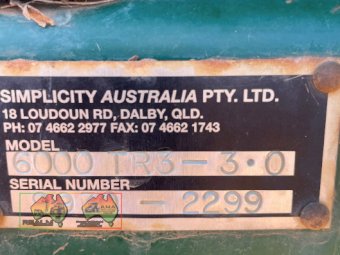 SIMPLICITY AUSTRALIA PTY. LTD.
18 LOUDOUN RD, DALBY, QLD.
PH: 07 4662 2977 FAX: 07 4662 1743
MODEL
6000 TR3-3.0
SERIAL NUMBER
- 2299